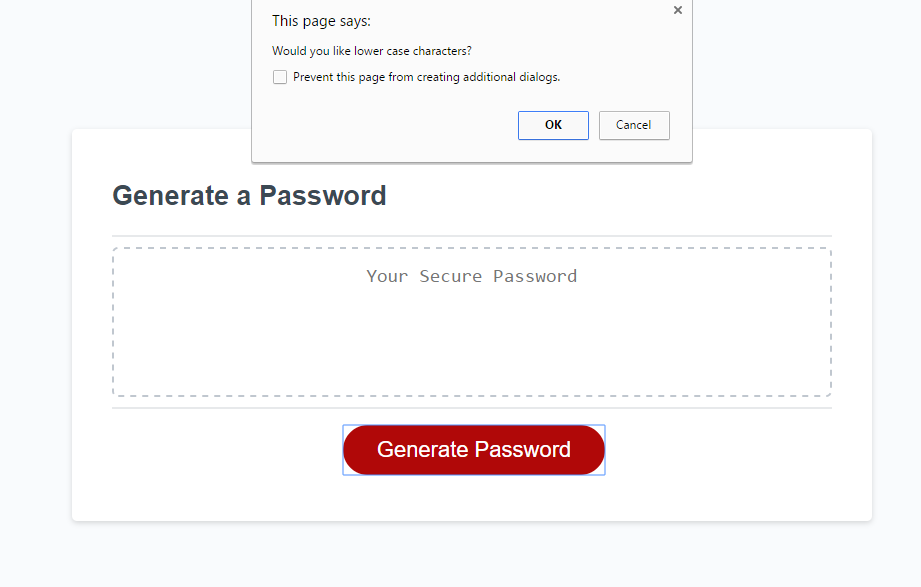 This page says:
Would you like lower case characters?
Prevent this page from creating additional dialogs.
OK
Cancel
Generate a Password
Your Secure Password
Generate Password